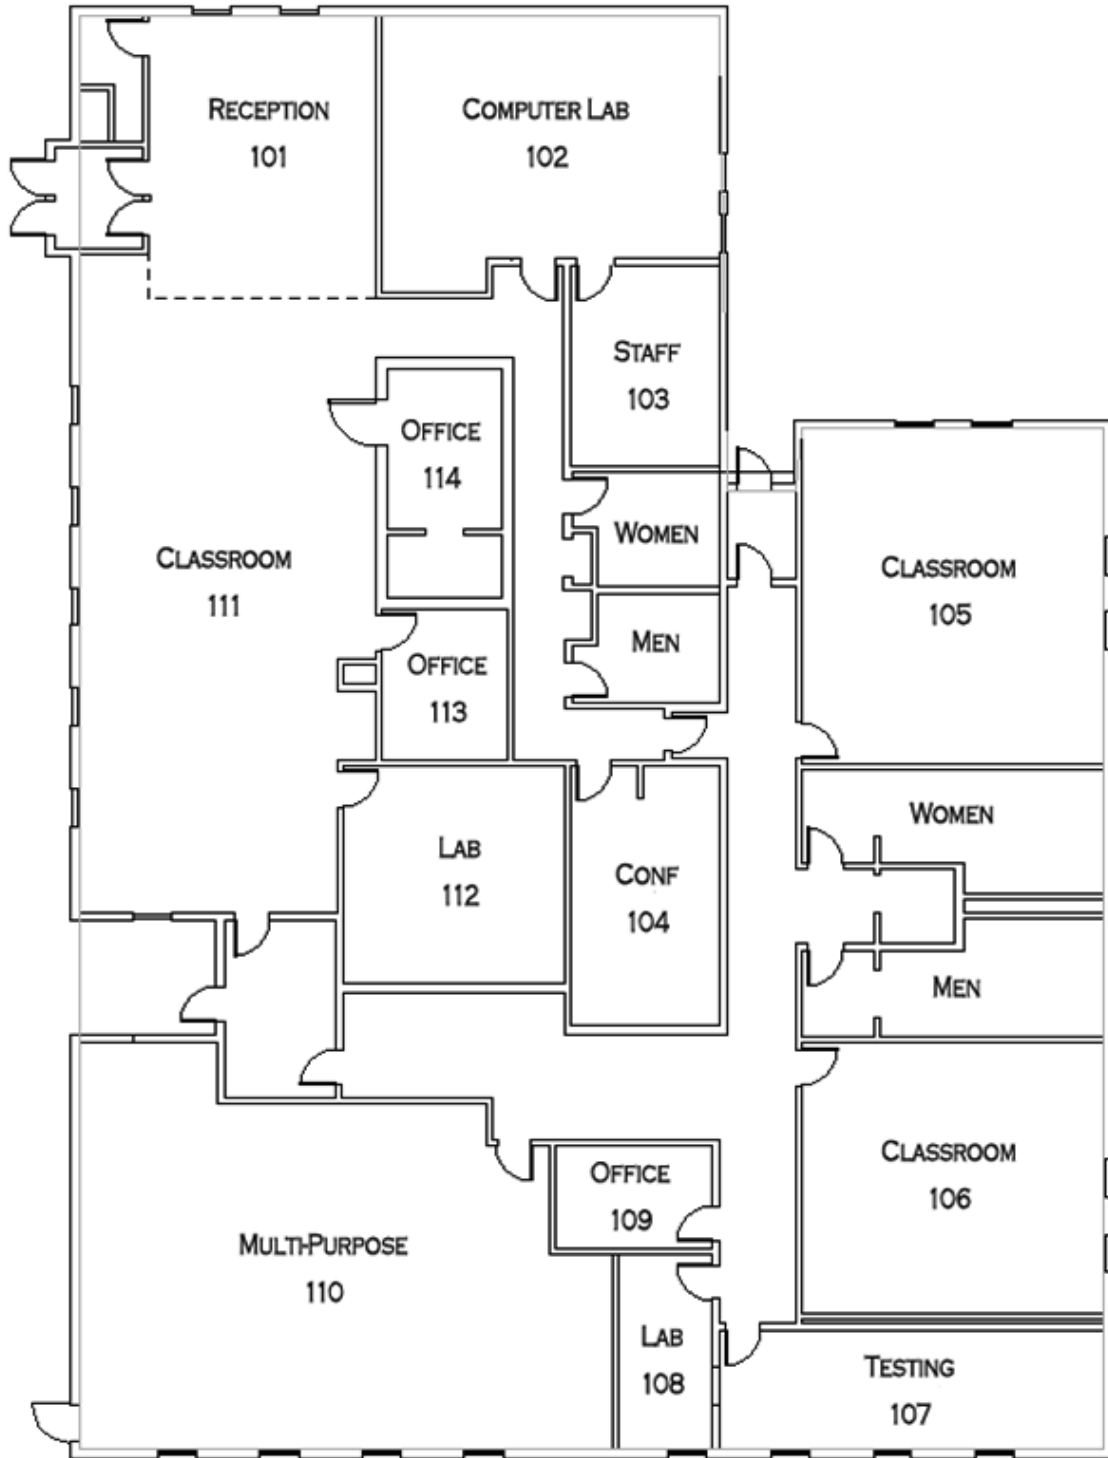 RECEPTION
101
COMPUTER LAB
102
STAFF
103
OFFICE
114
WOMEN
CLASSROOM
111
CLASSROOM
105
MEN
OFFICE
113
WOMEN
LAB
112
CONF
104
MEN
CLASSROOM
106
OFFICE
109
MULTI-PURPOSE
110
LAB
108
TESTING
107